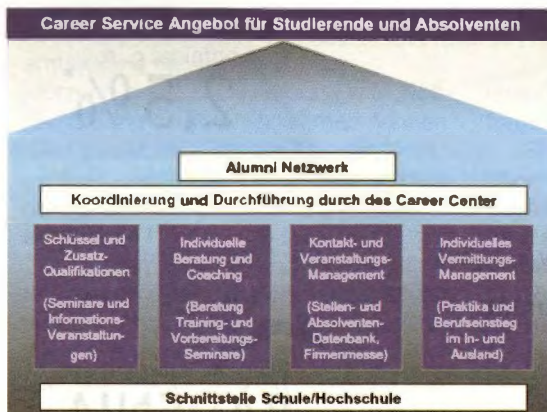 Career Service Angebot für Studierende und Absolventen
Alumni Netzwerk
Koordinierung und Durchführung durch des Career Center
Schlüssel und
Zusatz-
Qualifikationen
(Seminare und
Informations-
Veranstaltun-
gen)
Individuelle
Beratung und
Coaching
(Beratung
Training- und
Vorbereitungs-
Seminare)
Kontakt- und
Veranstaltungs-
Management
(Stellen- und
Absolventen-
Datenbank,
Firmenmesse)
Individuelles
Vermittlungs-
Management
(Praktika und
Berufseinstieg
im In- und
Ausland)
Schnittstelle Schule/Hochschule